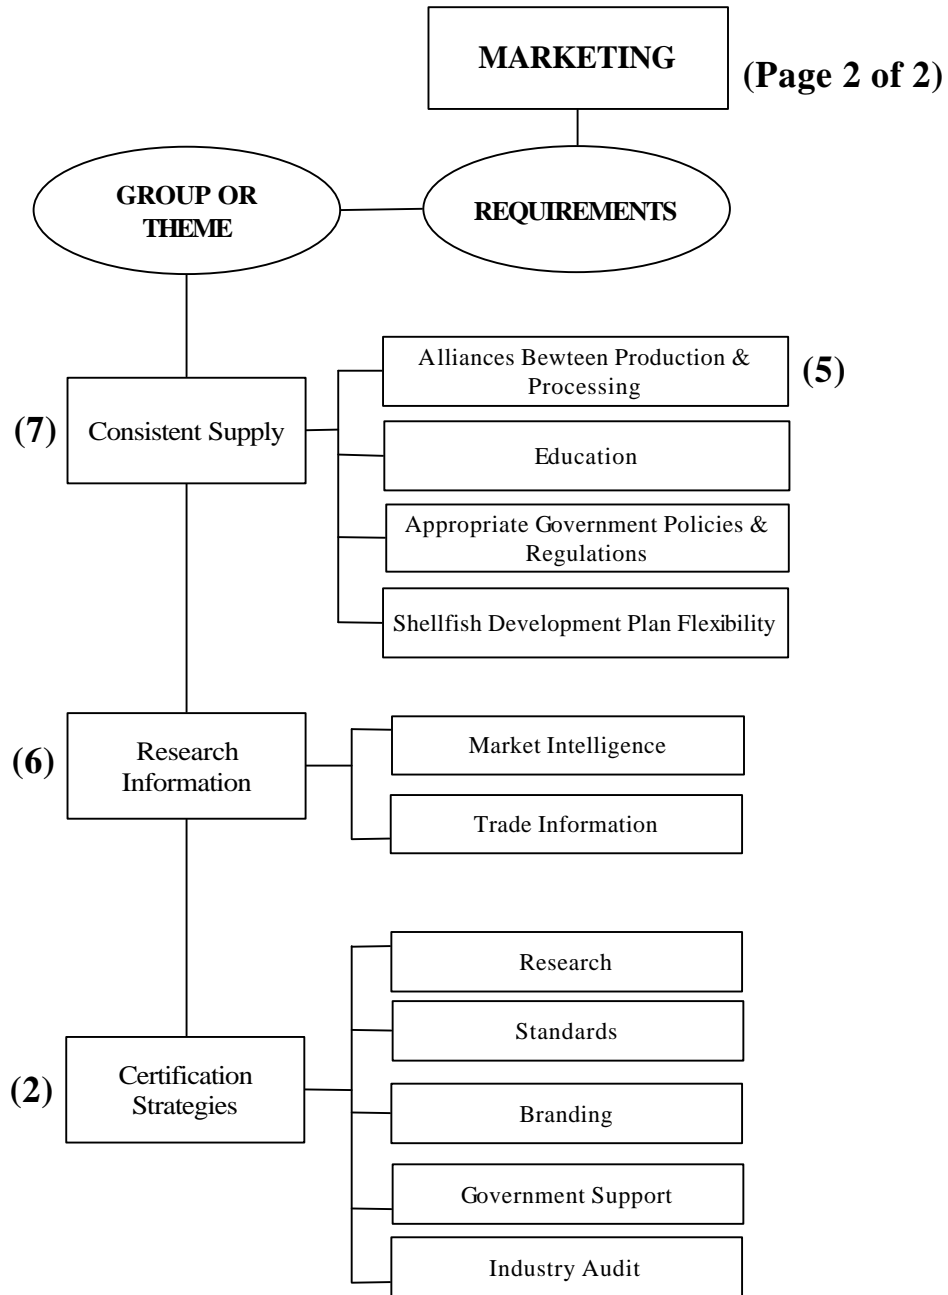 MARKETING
(Page 2 of 2)
GROUP OR
THEME
REQUIREMENTS
Alliances Bewteen Production &
Processing
(5)
(7)
Consistent Supply
Education
Appropriate Government Policies &
Regulations
Shellfish Development Plan Flexibility
(6)
Research
Information
Market Intelligence
Trade Information
Research
Standards
(2)
Certification
Strategies
Branding
Government Support
Industry Audit